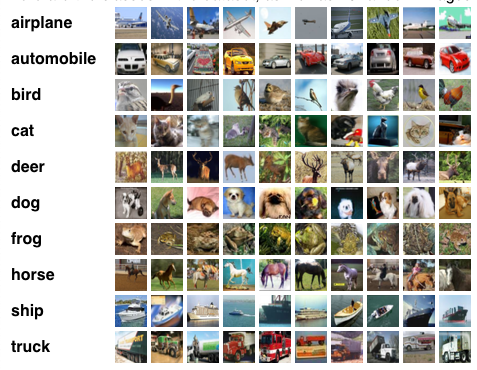 airplane
automobile
bird
cat
deer
dog
frog
horse
ship
truck